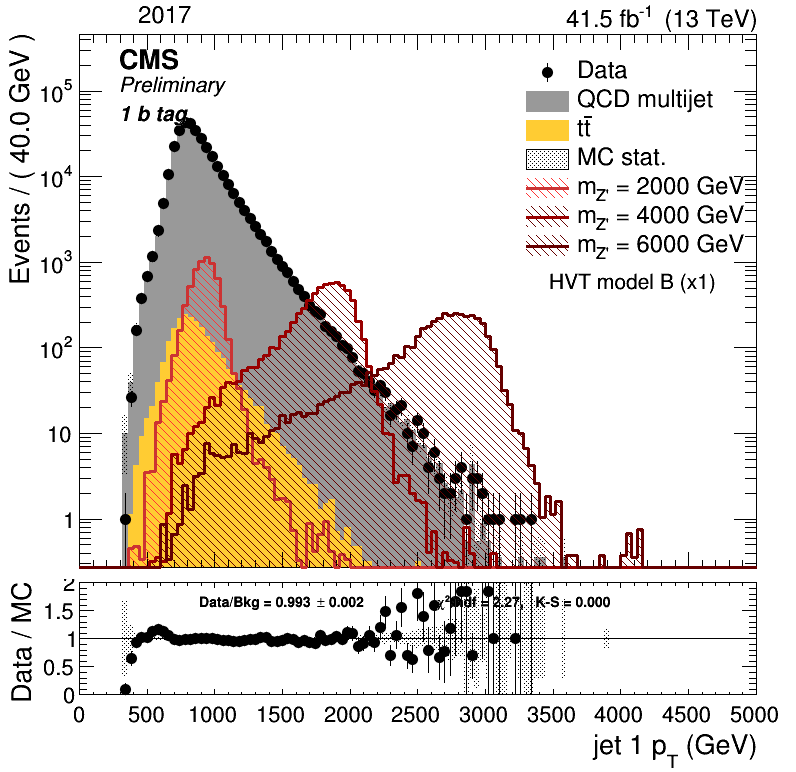 2017
41.5 fb⁻¹ (13 TeV)
Events / ( 40.0 GeV )
10⁵
10⁴
10³
10²
10
1
CMS
Preliminary
1 b tag
Data
QCD multijet
tt̄
MC stat.
m_Z' = 2000 GeV
m_Z' = 4000 GeV
m_Z' = 6000 GeV
HVT model B (x1)
Data / MC
2
1.5
1
0.5
0
Data/Bkg = 0.993 ± 0.002
= 2.27, K-S = 0.000
0 500 1000 1500 2000 2500 3000 3500 4000 4500 5000
jet 1 p_T (GeV)